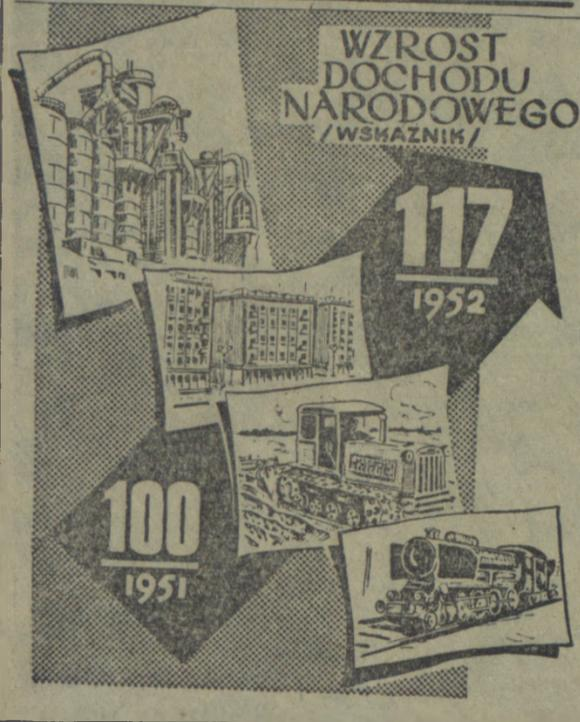 WZROST
DOCHODU
NARODOWEGO
/WSKAŹNIK/
117
1952
100
1951